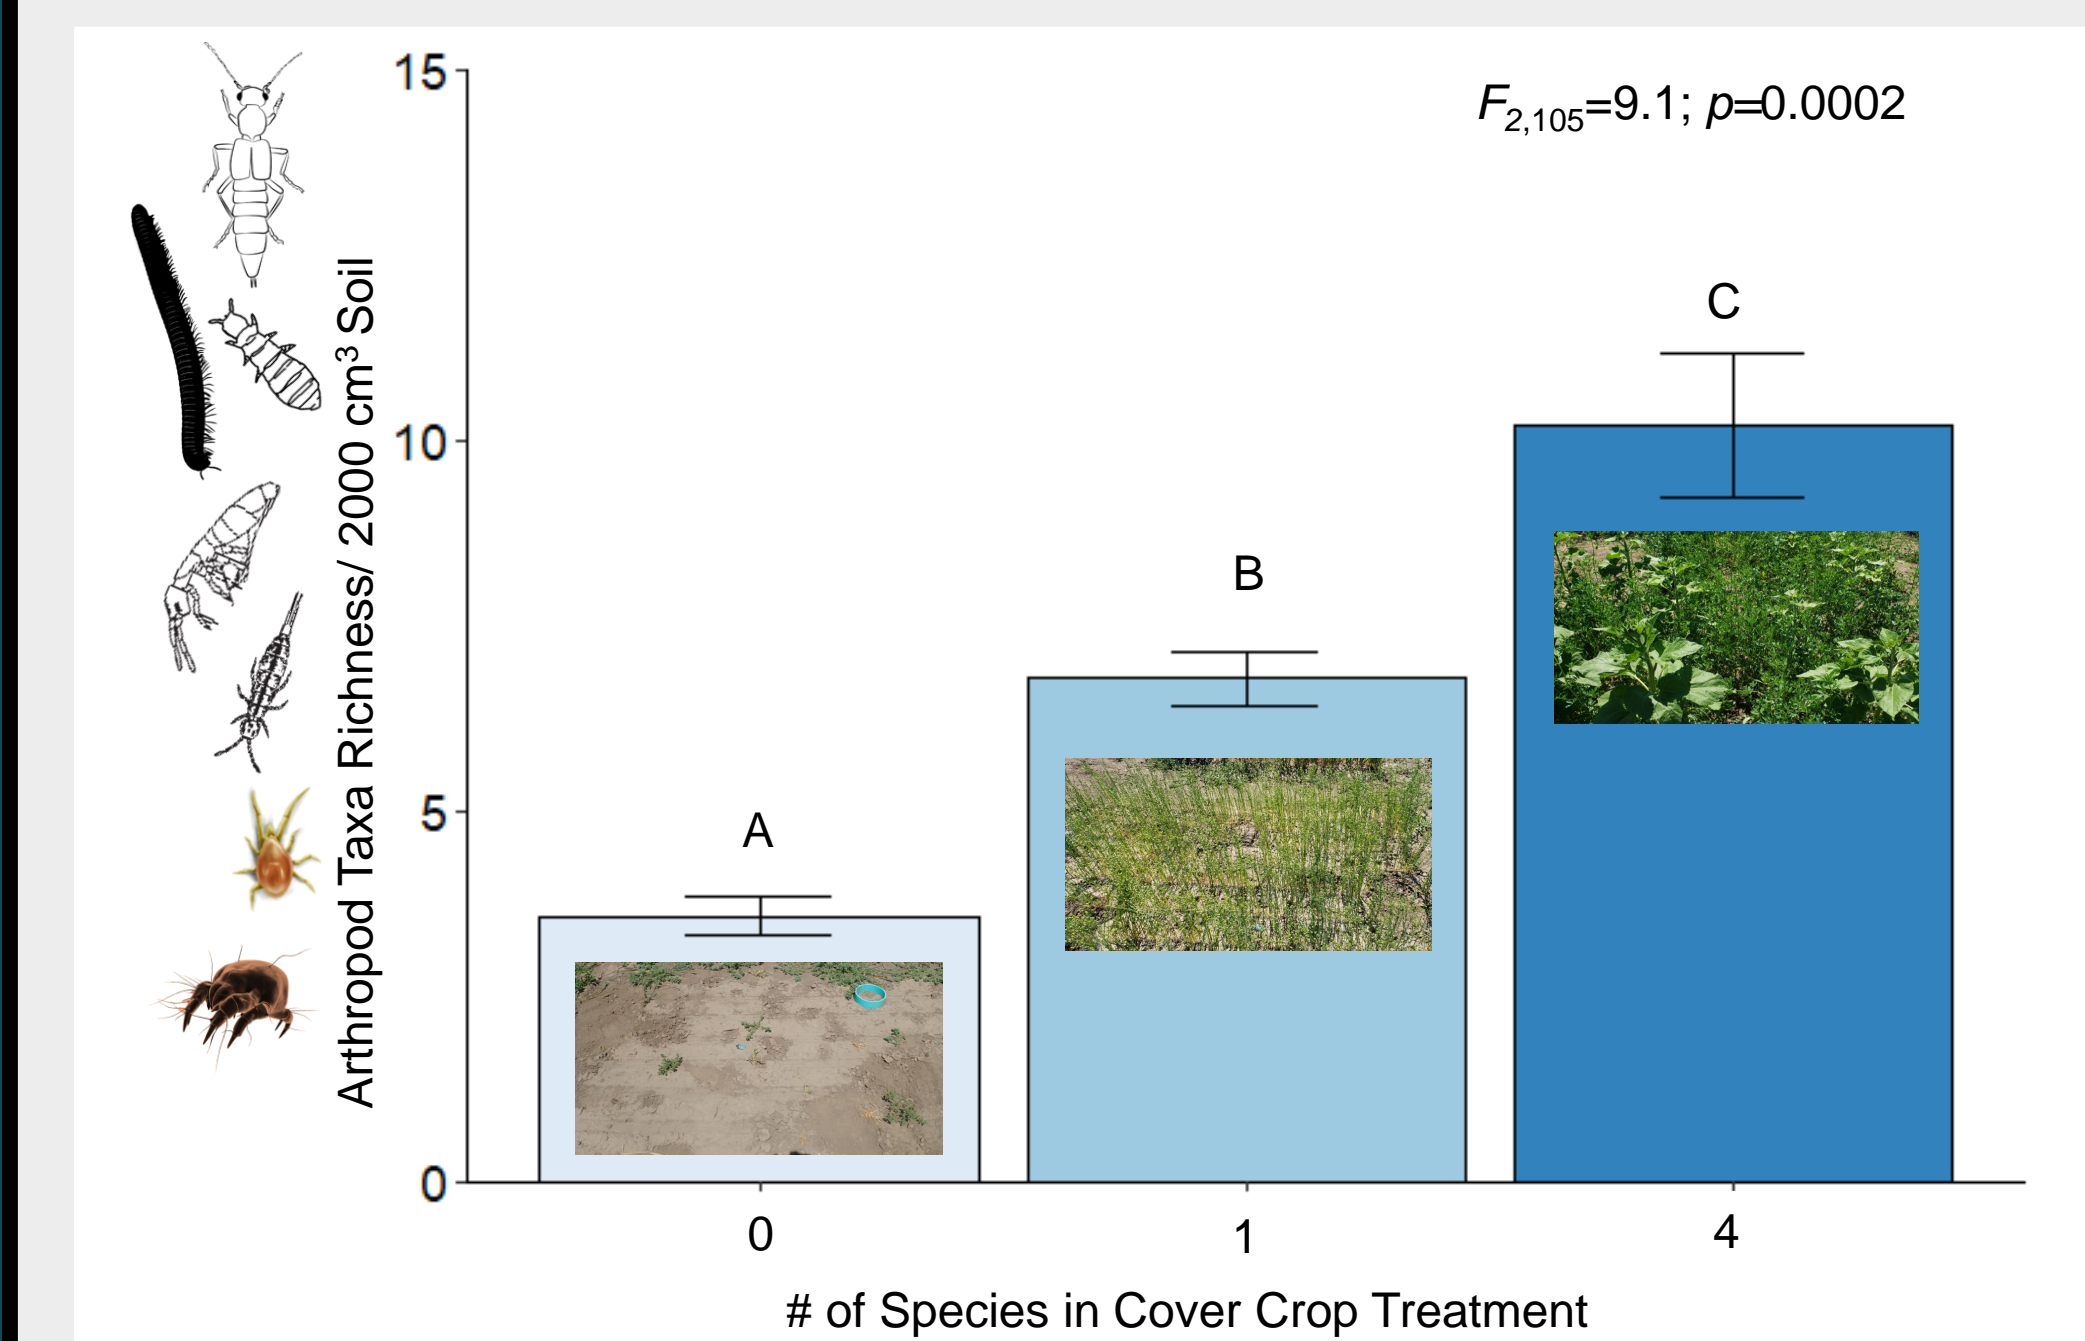 15
F2,105=9.1; p=0.0002
C
10
B
5
A
0
Arthropod Taxa Richness/ 2000 cm³ Soil
0 1 4
# of Species in Cover Crop Treatment